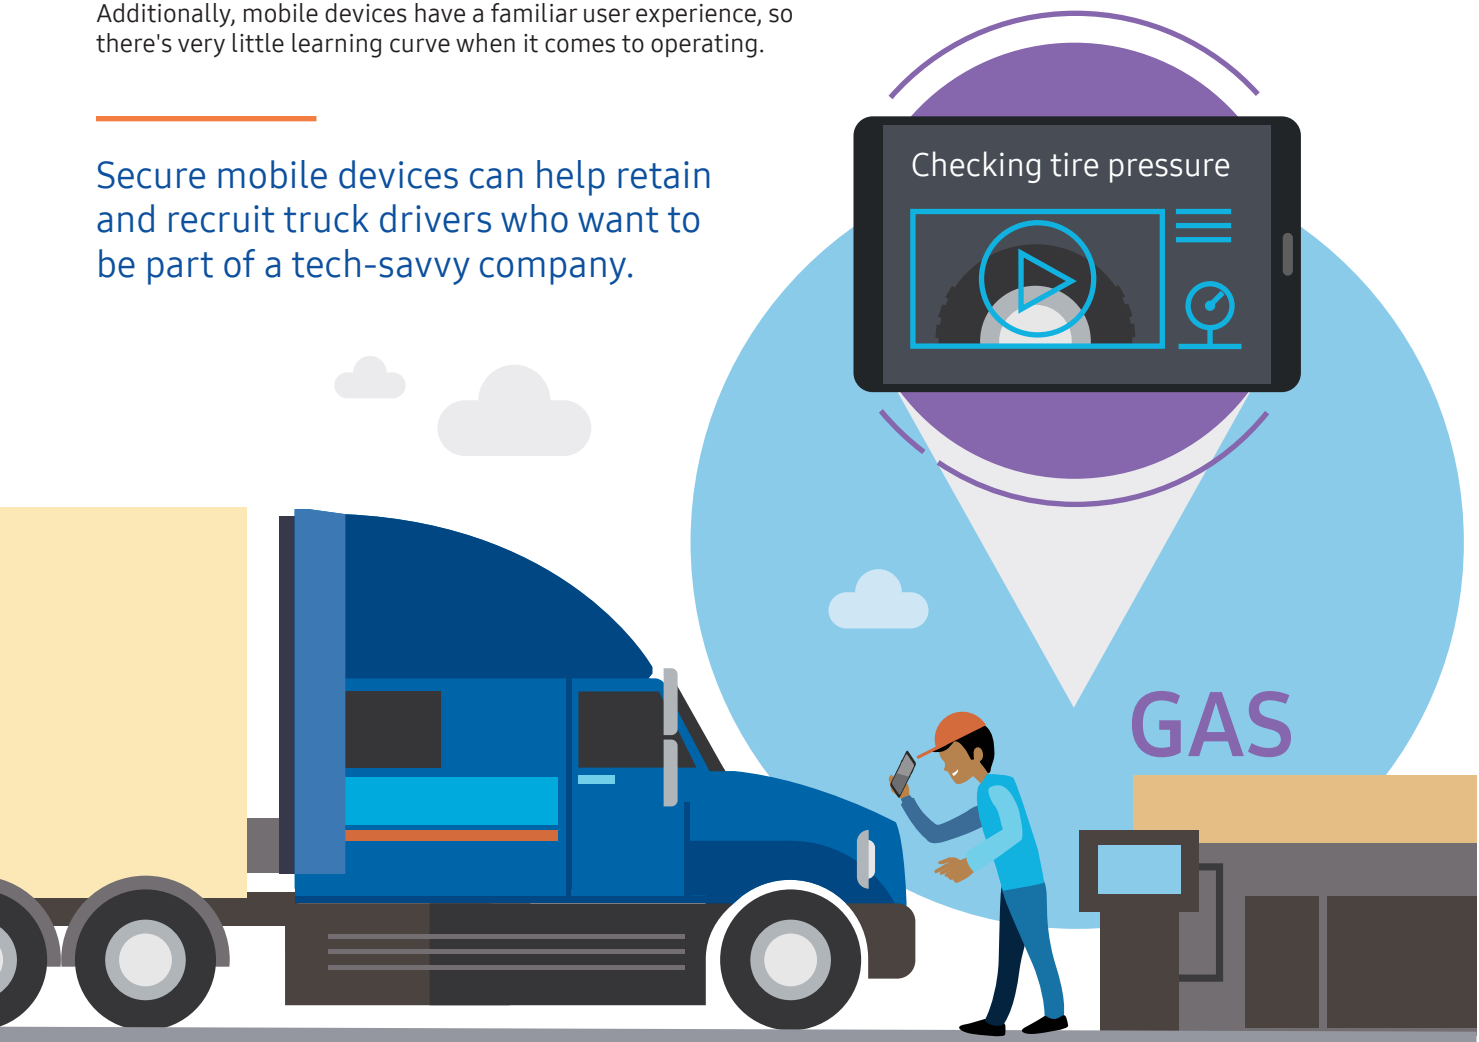 Additionally, mobile devices have a familiar user experience, so
there's very little learning curve when it comes to operating.
Secure mobile devices can help retain
and recruit truck drivers who want to
be part of a tech-savvy company.
Checking tire pressure
GAS